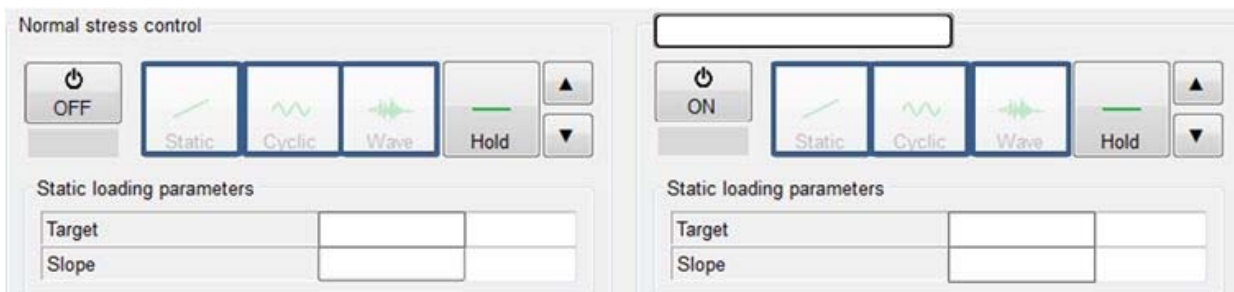 Normal stress control
OFF
Static Cyclic Wave Hold
Static loading parameters
Target
Slope
ON
Static Cyclic Wave Hold
Static loading parameters
Target
Slope